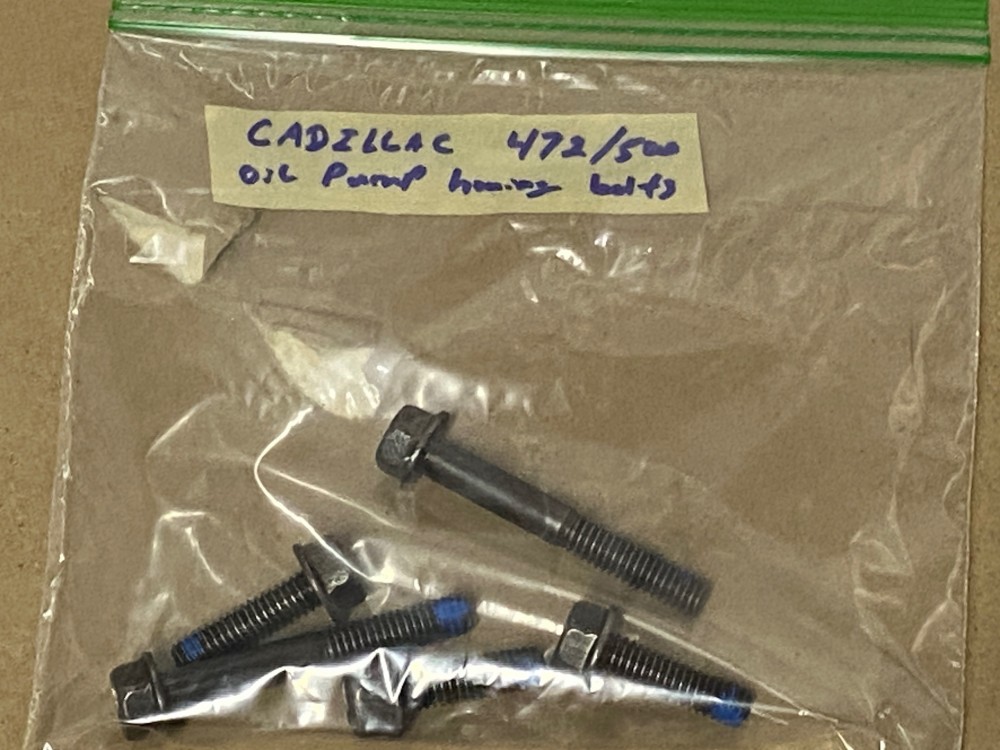 CADILLAC 472/500
OIL PUMP housing bolts